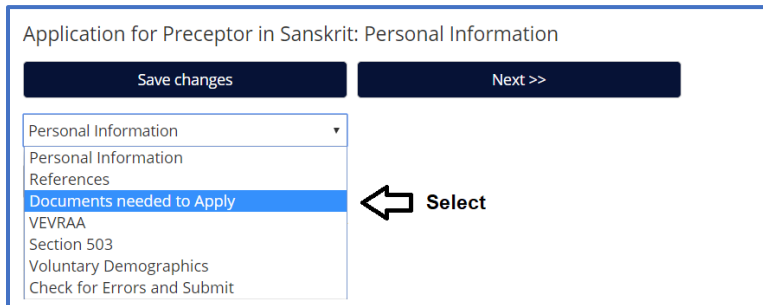 Application for Preceptor in Sanskrit: Personal Information
Save changes
Next >>
Personal Information
Personal Information
References
Documents needed to Apply
Select
VEVRAA
Section 503
Voluntary Demographics
Check for Errors and Submit